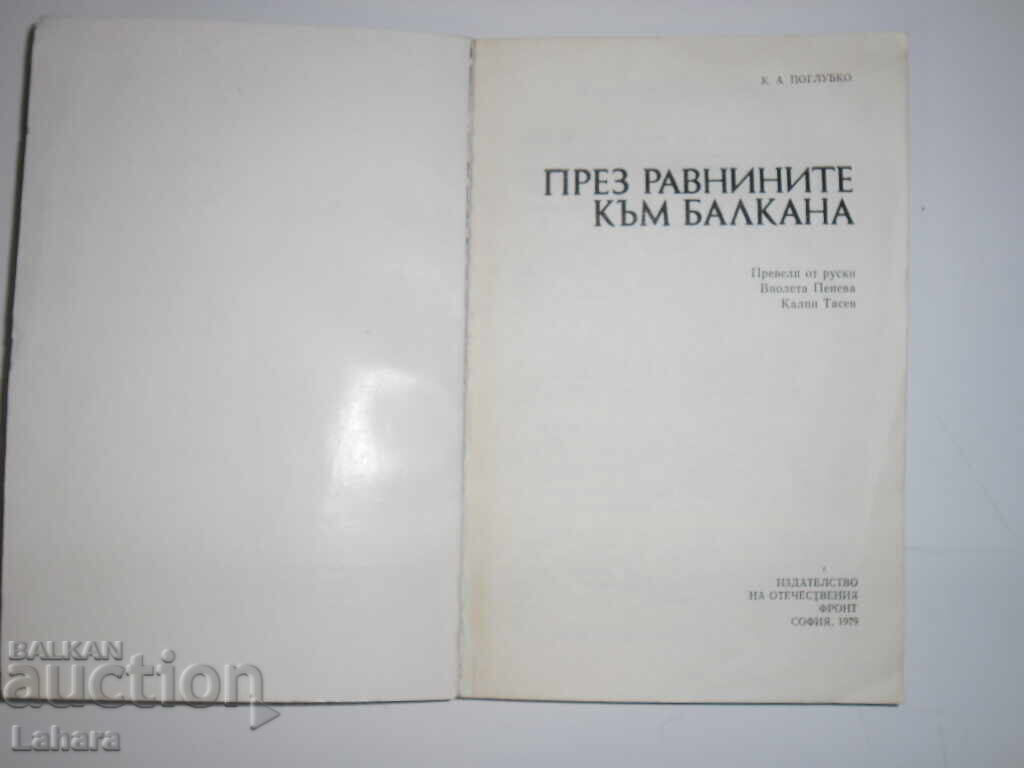 К. А. ПОГЛУБКО
ПРЕЗ РАВНИНИТЕ
КЪМ БАЛКАНА
Превели от руски
Виолета Пенева
Калин Тасев
ИЗДАТЕЛСТВО
НА ОТЕЧЕСТВЕНИЯ
ФРОНТ
СОФИЯ, 1979
BALKAN
auction
Lahara